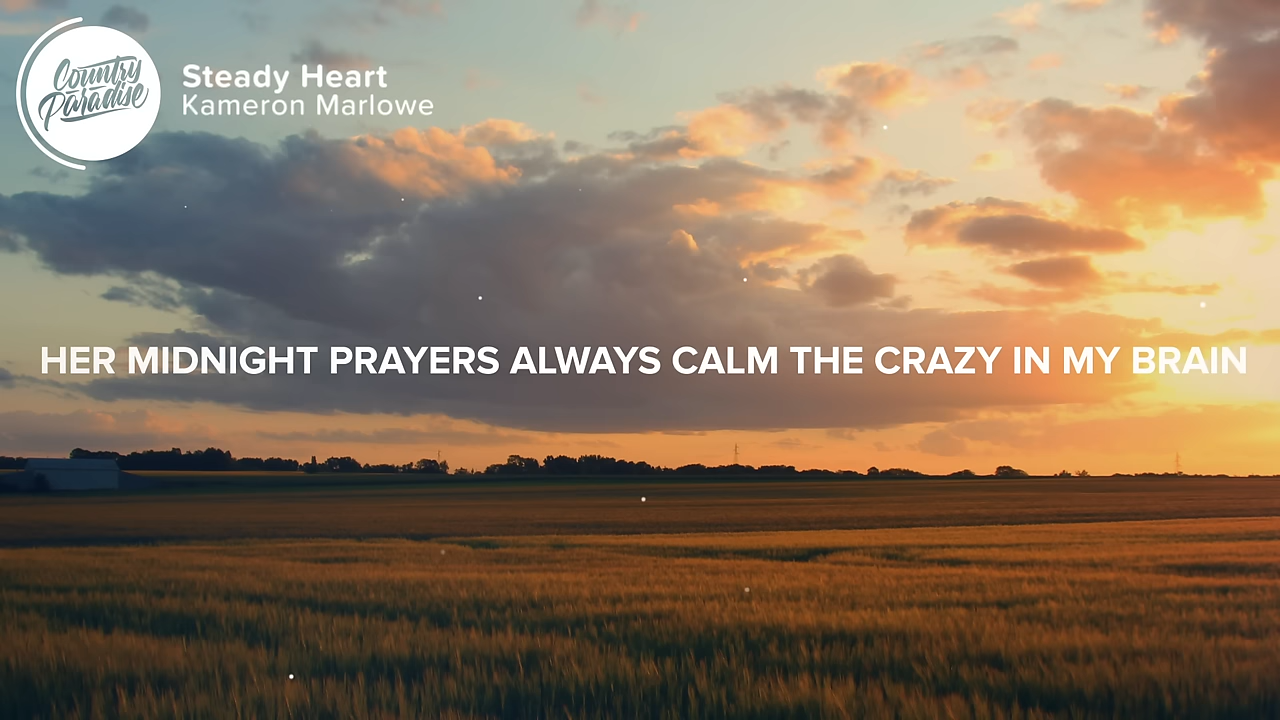 Country
Paradise
Steady Heart
Kameron Marlowe
HER MIDNIGHT PRAYERS ALWAYS CALM THE CRAZY IN MY BRAIN